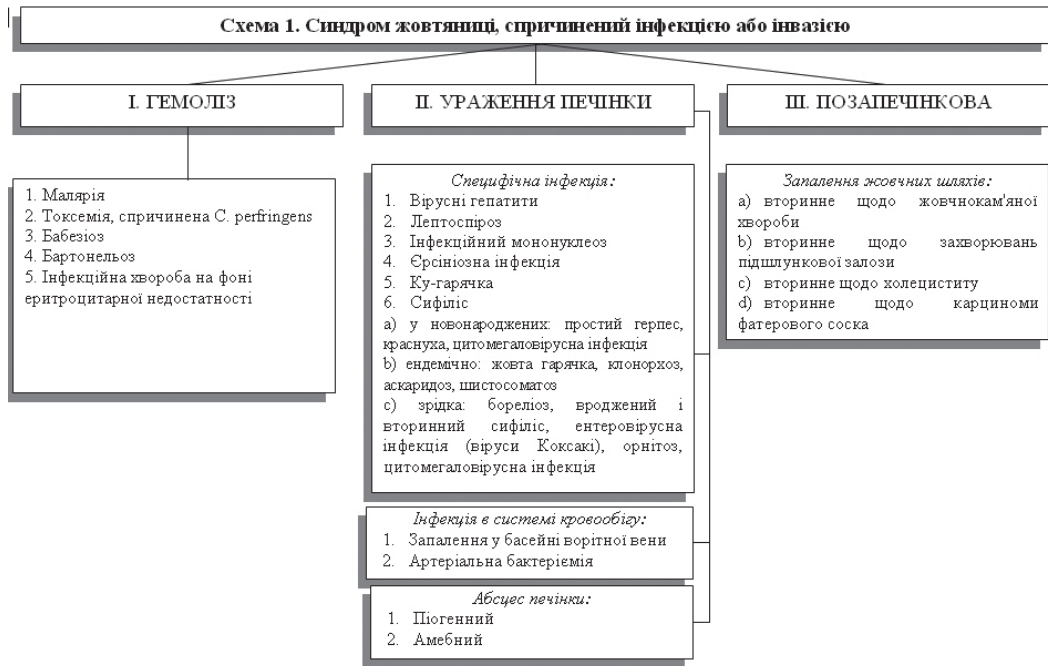 Схема 1. Синдром жовтяниці, спричинений інфекцією або інвазією
I. ГЕМОЛІЗ
1. Малярія
2. Токсемія, спричинена C. perfringens
3. Бабезіоз
4. Бартонельоз
5. Інфекційна хвороба на фоні
еритроцитарної недостатності
II. УРАЖЕННЯ ПЕЧІНКИ
Специфічна інфекція:
1. Вірусні гепатити
2. Лептоспіроз
3. Інфекційний мононуклеоз
4. Єрсініозна інфекція
5. Ку-гарячка
6. Сифіліс
a) у новонароджених: простий герпес,
краснуха, цитомегаловірусна інфекція
b) ендемічно: жовта гарячка, клонорхоз,
аскаридоз, шистосоматоз
c) зрідка: бореліоз, вроджений і
вторинний сифіліс, ентеровірусна
інфекція (віруси Коксакі), орнітоз,
цитомегаловірусна інфекція
Інфекція в системі кровообігу:
1. Запалення у басейні ворітної вени
2. Артеріальна бактеріємія
Абсцес печінки:
1. Піогенний
2. Амебний
III. ПОЗАПЕЧІНКОВА
Запалення жовчних шляхів:
a) вторинне щодо жовчнокам'яної
хвороби
b) вторинне щодо захворювань
підшлункової залози
c) вторинне щодо холециститу
d) вторинне щодо карциноми
фатерового соска